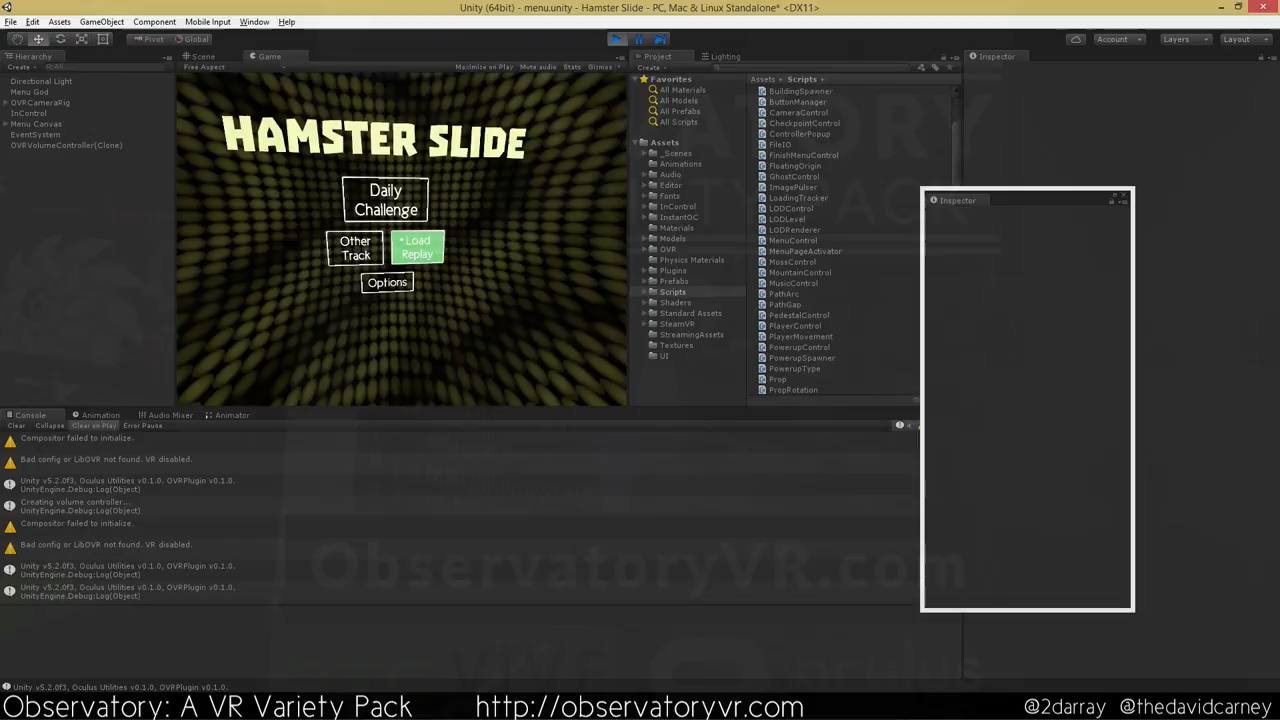 Unity (64bit) - menu.unity - Hamster Slide - PC, Mac & Linux Standalone* <DX11>
File Edit Assets GameObject Component Mobile Input Window Help
Pivot Global Account Layers Layout
Hierarchy Scene Game Project Lighting Inspector
Create All Free Aspect Maximize on Play Mute audio Stats Gizmos Create
Directional Light
Menu God
OVRCameraRig
InControl
Menu Canvas
EventSystem
OVRVolumeController(Clone)
HAMSTER SLIDE
Daily
Challenge
Other
Track
*Load
Replay
Options
Favorites
All Materials
All Models
All Prefabs
All Scripts
Assets
_Scenes
Animations
Audio
Editor
Fonts
InControl
InstantOC
Materials
Models
OVR
Physics Materials
Plugins
Prefabs
Scripts
Shaders
Standard Assets
SteamVR
StreamingAssets
Textures
UI
Assets Scripts
BuildingSpawner
ButtonManager
CameraControl
CheckpointControl
ControllerPopup
FileIO
FinishMenuControl
FloatingOrigin
GhostControl
ImagePulser
LoadingTracker
LODControl
LODLevel
LODRenderer
MenuControl
MenuPageActivator
MossControl
MountainControl
MusicControl
PathArc
PathGap
PedestalControl
PlayerControl
PlayerMovement
PowerupControl
PowerupSpawner
PowerupType
Prop
PropRotation
Inspector
Console Animation Audio Mixer Animator
Clear Collapse Clear on Play Error Pause 4
Compositor failed to initialize.
Bad config or LibOVR not found. VR disabled.
Unity v5.2.0f3, Oculus Utilities v0.1.0, OVRPlugin v0.1.0.
UnityEngine.Debug:Log(Object)
Creating volume controller...
UnityEngine.Debug:Log(Object)
Compositor failed to initialize.
Bad config or LibOVR not found. VR disabled.
Unity v5.2.0f3, Oculus Utilities v0.1.0, OVRPlugin v0.1.0.
UnityEngine.Debug:Log(Object)
Unity v5.2.0f3, Oculus Utilities v0.1.0, OVRPlugin v0.1.0.
UnityEngine.Debug:Log(Object)
ObservatoryVR.com
Unity v5.2.0f3, Oculus Utilities v0.1.0, OVRPlugin v0.1.0.
Observatory: A VR Variety Pack http://observatoryvr.com @2darray @thedavidcarney